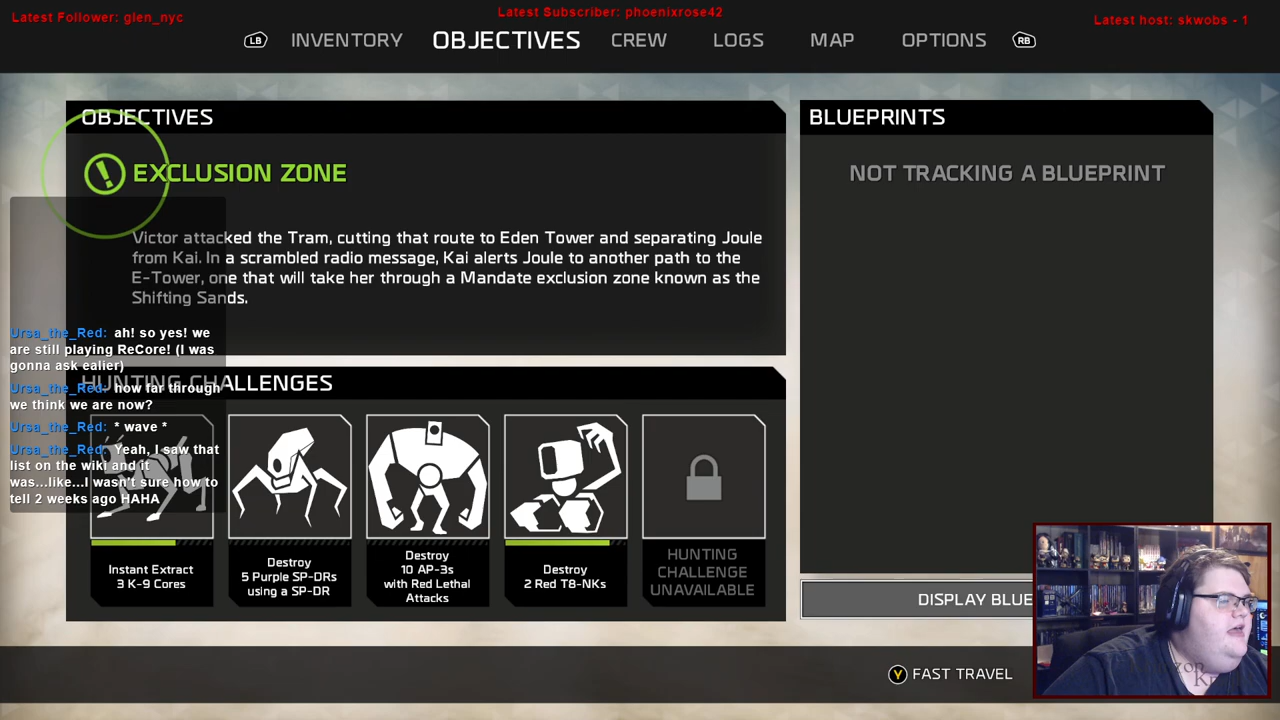 Latest Follower: glen_nyc
Latest Subscriber: phoenixrose42
Latest host: skwobs - 1
LB INVENTORY OBJECTIVES CREW LOGS MAP OPTIONS RB
OBJECTIVES
EXCLUSION ZONE
Victor attacked the Tram, cutting that route to Eden Tower and separating Joule
from Kai. In a scrambled radio message, Kai alerts Joule to another path to the
E-Tower, one that will take her through a Mandate exclusion zone known as the
Shifting Sands.
BLUEPRINTS
NOT TRACKING A BLUEPRINT
Ursa_the_Red: ah! so yes! we
are still playing ReCore! (I was
gonna ask ealier)
Ursa_the_Red: how far through
we think we are now?
Ursa_the_Red: * wave *
Ursa_the_Red: Yeah, I saw that
list on the wiki and it
was...like...I wasn't sure how to
tell 2 weeks ago HAHA
HUNTING CHALLENGES
Instant Extract
3 K-9 Cores
Destroy
5 Purple SP-DRs
using a SP-DR
Destroy
10 AP-3s
with Red Lethal
Attacks
Destroy
2 Red T8-NKs
HUNTING
CHALLENGE
UNAVAILABLE
DISPLAY BLUE
Y FAST TRAVEL